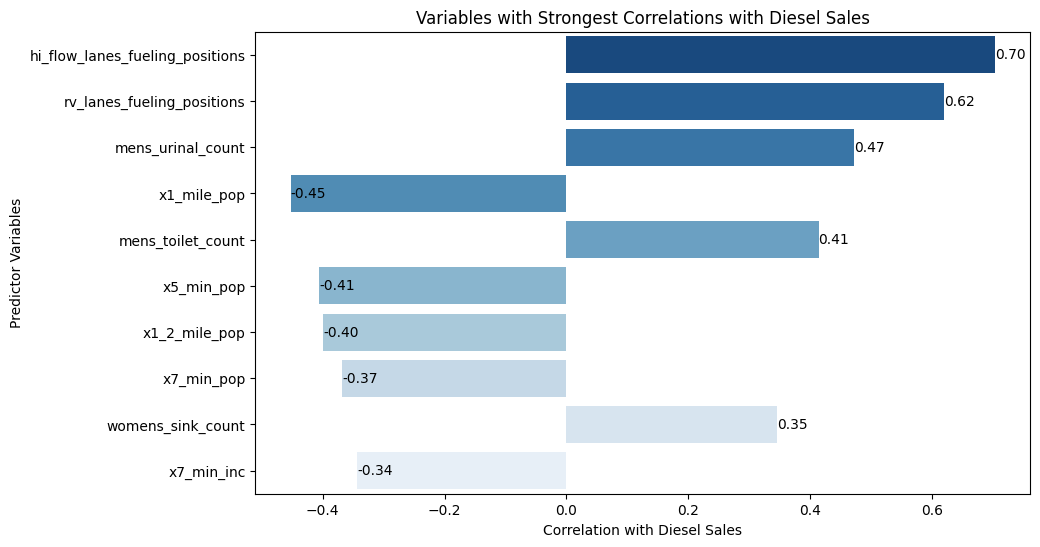 Variables with Strongest Correlations with Diesel Sales
Predictor Variables
hi_flow_lanes_fueling_positions
0.70
rv_lanes_fueling_positions
0.62
mens_urinal_count
0.47
x1_mile_pop
-0.45
mens_toilet_count
0.41
x5_min_pop
-0.41
x1_2_mile_pop
-0.40
x7_min_pop
-0.37
womens_sink_count
0.35
x7_min_inc
-0.34
−0.4 −0.2 0.0 0.2 0.4 0.6
Correlation with Diesel Sales